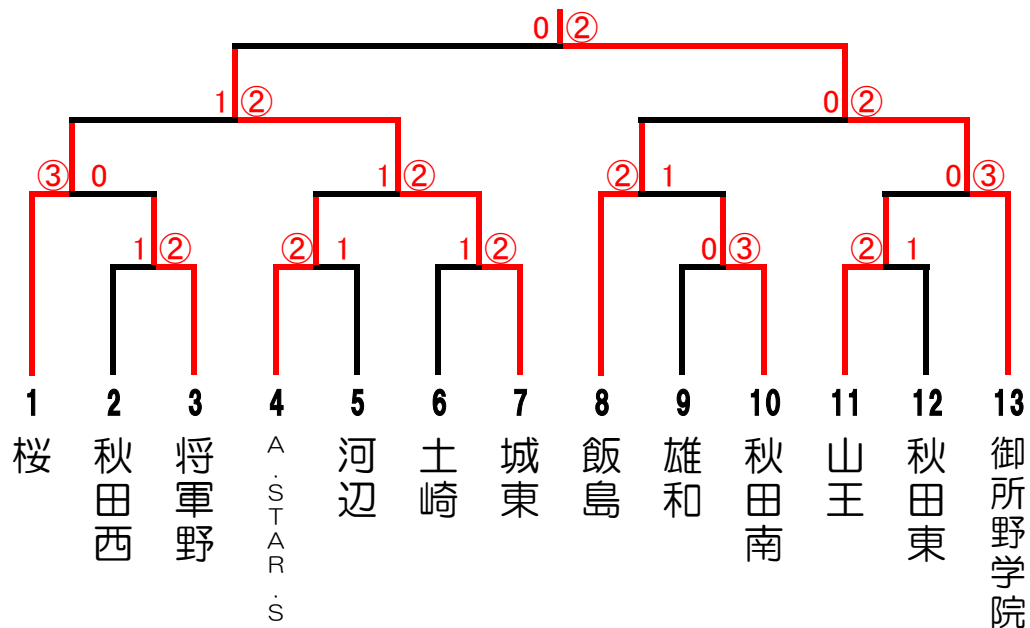 0 ②
1 ② 0 ②
③ 0 1 ② ② 1 0 ③
1 ② ② 1 1 ② 0 ③ ② 1
1 2 3 4 5 6 7 8 9 10 11 12 13
桜
秋田西
将軍野
A.STAR.S
河辺
土崎
城東
飯島
雄和
秋田南
山王
秋田東
御所野学院